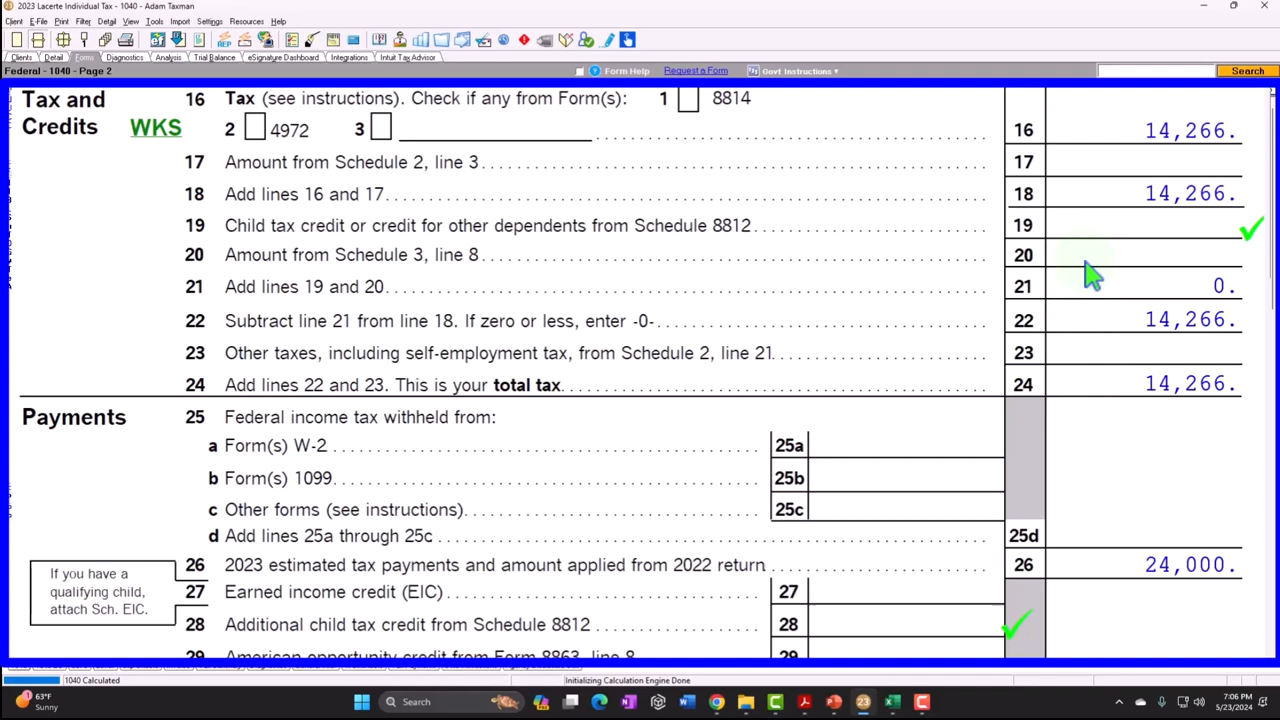 2023 Lacerte Individual Tax - 1040 - Adam Taxman
Client E-File Print Filter Detail View Tools Import Settings Resources Help
Clients Detail Forms Diagnostics Analysis Trial Balance eSignature Dashboard Integrations Intuit Tax Advisor
Federal - 1040 - Page 2 Form Help Request a Form Govt Instructions Search
Tax and Credits WKS 16 Tax (see instructions). Check if any from Form(s): 1 8814
2 4972 3 16 14,266.
17 Amount from Schedule 2, line 3 17
18 Add lines 16 and 17 18 14,266.
19 Child tax credit or credit for other dependents from Schedule 8812 19
20 Amount from Schedule 3, line 8 20
21 Add lines 19 and 20 21 0.
22 Subtract line 21 from line 18. If zero or less, enter -0- 22 14,266.
23 Other taxes, including self-employment tax, from Schedule 2, line 21 23
24 Add lines 22 and 23. This is your total tax 24 14,266.
Payments 25 Federal income tax withheld from:
a Form(s) W-2 25a
b Form(s) 1099 25b
c Other forms (see instructions) 25c
d Add lines 25a through 25c 25d
26 2023 estimated tax payments and amount applied from 2022 return 26 24,000.
If you have a
qualifying child,
attach Sch. EIC.
27 Earned income credit (EIC) 27
28 Additional child tax credit from Schedule 8812 28
29 American opportunity credit from Form 8863, line 8 29
1040 Calculated Initializing Calculation Engine Done
63°F
Sunny
Search
7:06 PM
5/23/2024